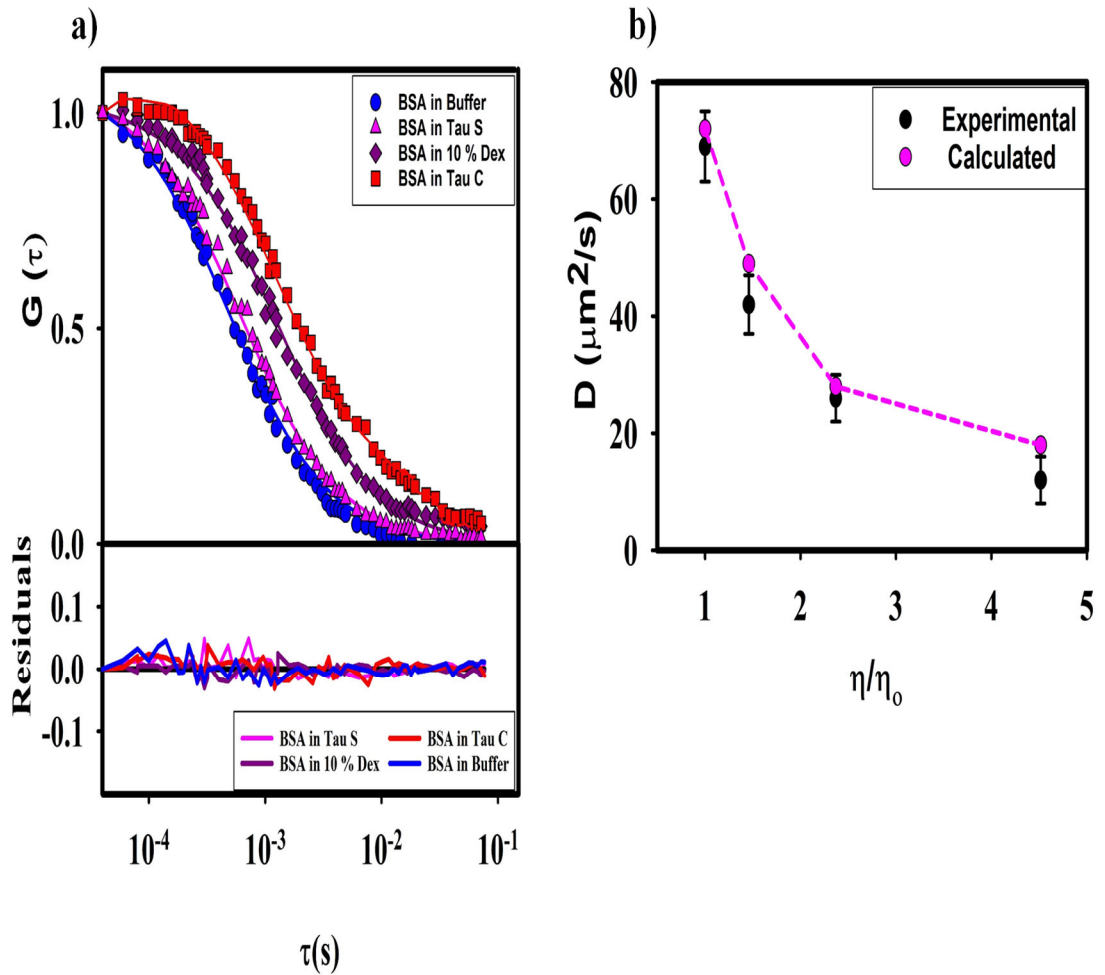 a)
G (τ)
1.0
0.5
0.0
BSA in Buffer
BSA in Tau S
BSA in 10 % Dex
BSA in Tau C
Residuals
0.1
0.0
-0.1
BSA in Tau S
BSA in Tau C
BSA in 10 % Dex
BSA in Buffer
10⁻⁴ 10⁻³ 10⁻² 10⁻¹
τ(s)
b)
D (μm²/s)
80
60
40
20
0
Experimental
Calculated
1 2 3 4 5
η/ηₒ